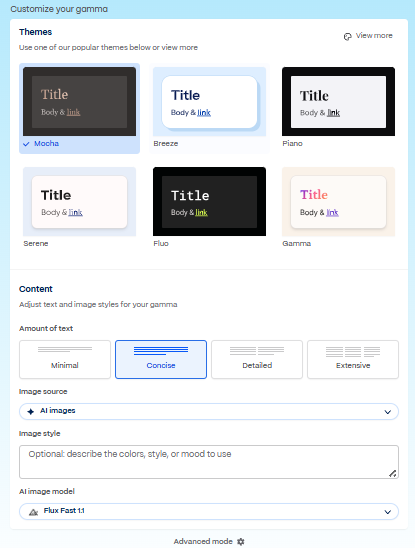 Customize your gamma
Themes
View more
Use one of our popular themes below or view more
Title
Body & link
Mocha
Title
Body & link
Breeze
Title
Body & link
Piano
Title
Body & link
Serene
Title
Body & link
Fluo
Title
Body & link
Gamma
Content
Adjust text and image styles for your gamma
Amount of text
Minimal
Concise
Detailed
Extensive
Image source
AI images
Image style
Optional: describe the colors, style, or mood to use
AI image model
Flux Fast 1.1
Advanced mode